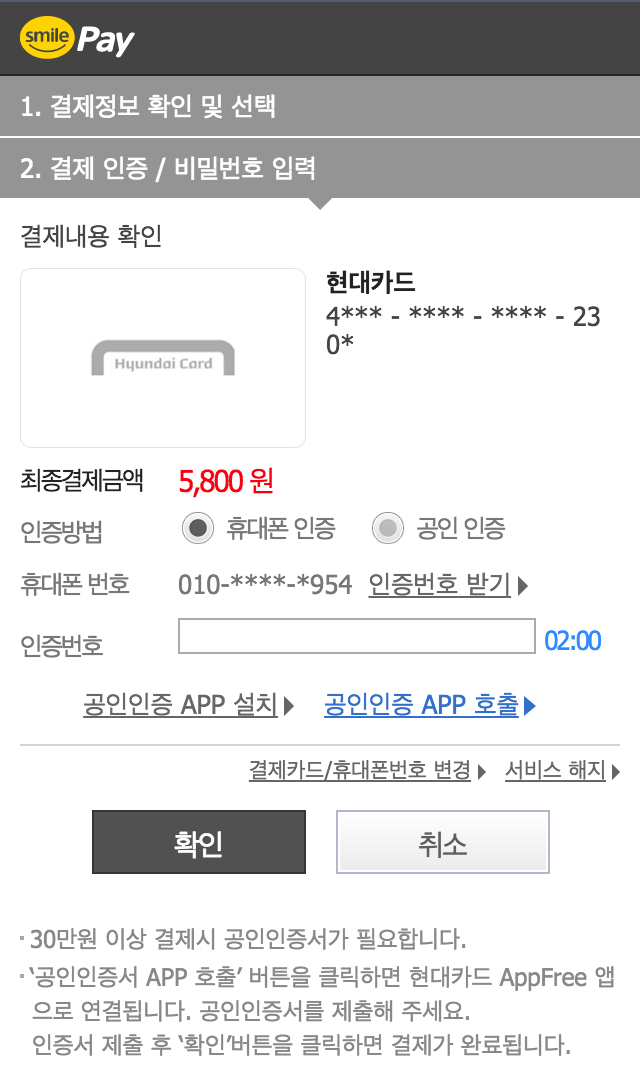 smile Pay
1. 결제정보 확인 및 선택
2. 결제 인증 / 비밀번호 입력
결제내용 확인
Hyundai Card
현대카드
4*** - **** - **** - 23
0*
최종결제금액 5,800 원
인증방법 휴대폰 인증 공인 인증
휴대폰 번호 010-****-*954 인증번호 받기
인증번호 02:00
공인인증 APP 설치 공인인증 APP 호출
결제카드/휴대폰번호 변경 서비스 해지
확인 취소
· 30만원 이상 결제시 공인인증서가 필요합니다.
· ‘공인인증서 APP 호출’ 버튼을 클릭하면 현대카드 AppFree 앱
으로 연결됩니다. 공인인증서를 제출해 주세요.
인증서 제출 후 ‘확인’버튼을 클릭하면 결제가 완료됩니다.